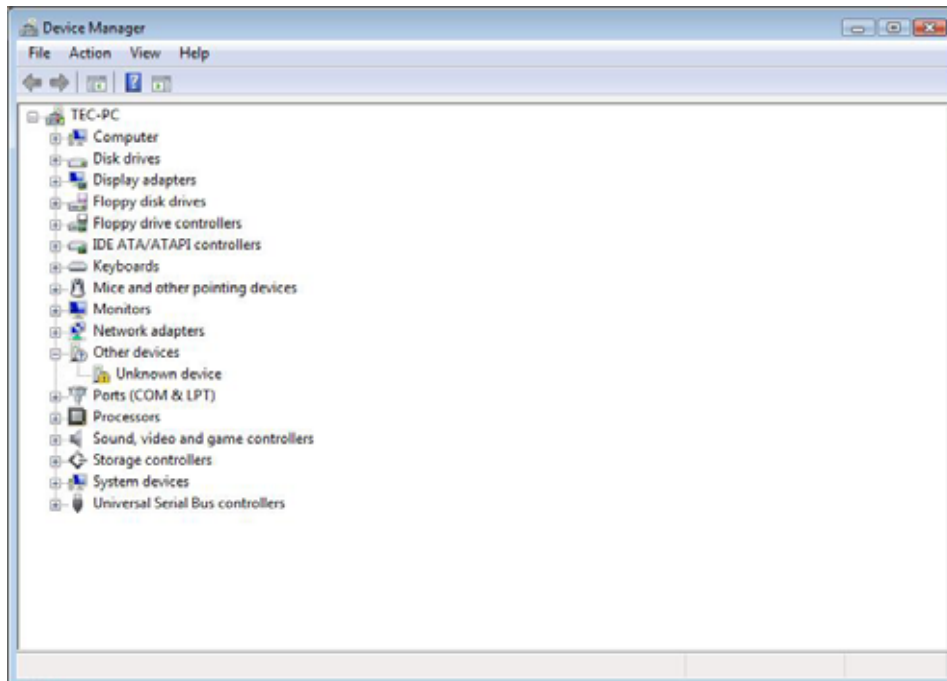 Device Manager
File Action View Help
TEC-PC
Computer
Disk drives
Display adapters
Floppy disk drives
Floppy drive controllers
IDE ATA/ATAPI controllers
Keyboards
Mice and other pointing devices
Monitors
Network adapters
Other devices
Unknown device
Ports (COM & LPT)
Processors
Sound, video and game controllers
Storage controllers
System devices
Universal Serial Bus controllers